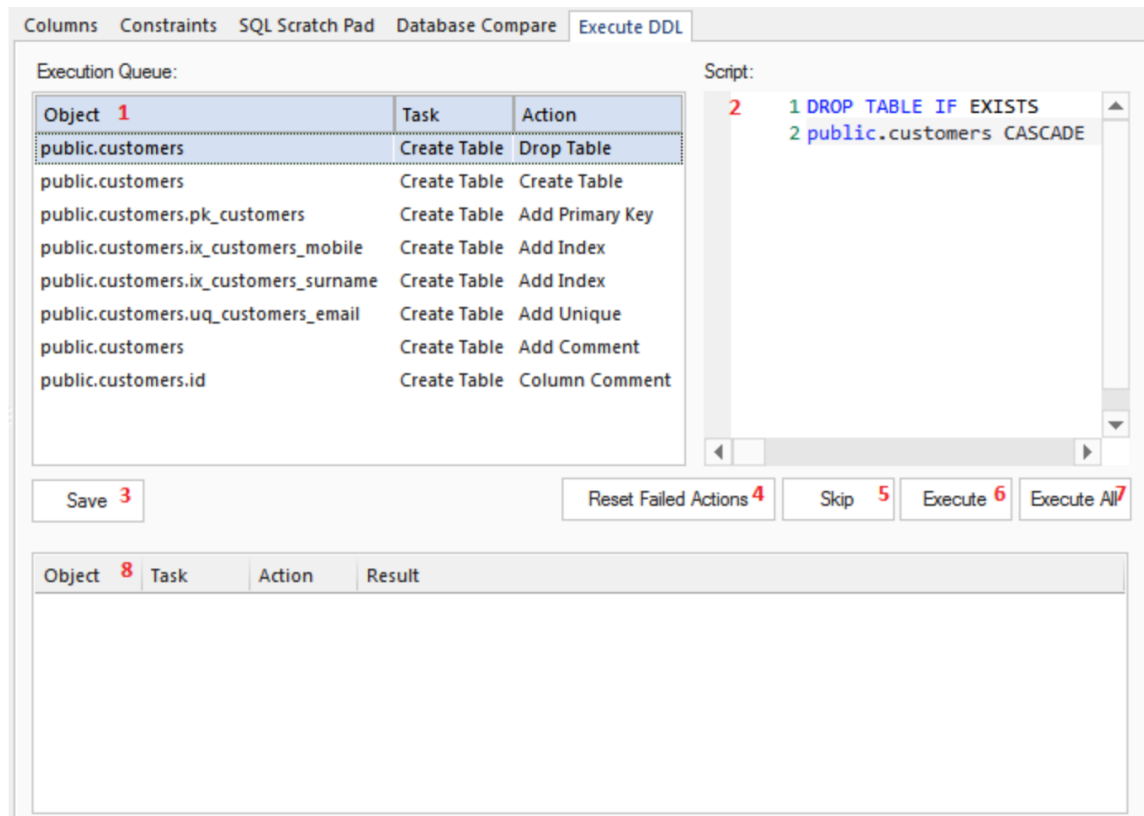 Columns Constraints SQL Scratch Pad Database Compare Execute DDL
Execution Queue:
Object 1 Task Action
public.customers Create Table Drop Table
public.customers Create Table Create Table
public.customers.pk_customers Create Table Add Primary Key
public.customers.ix_customers_mobile Create Table Add Index
public.customers.ix_customers_surname Create Table Add Index
public.customers.uq_customers_email Create Table Add Unique
public.customers Create Table Add Comment
public.customers.id Create Table Column Comment
Script:
2 1 DROP TABLE IF EXISTS
2 public.customers CASCADE
Save 3 Reset Failed Actions 4 Skip 5 Execute 6 Execute All 7
Object 8 Task Action Result